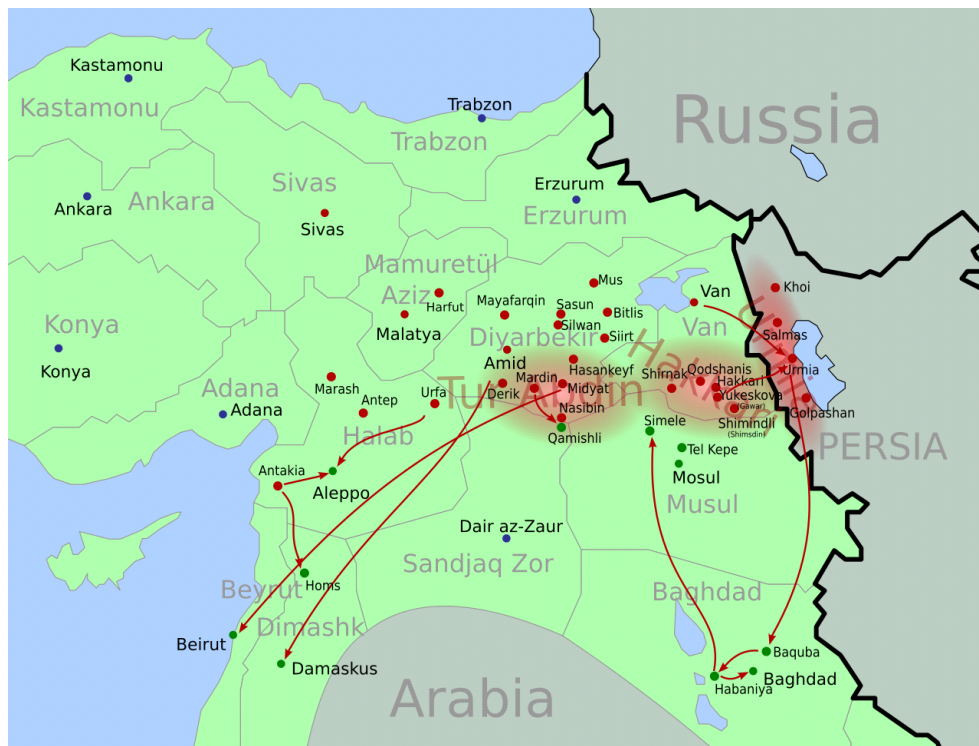 Kastamonu
Kastamonu
Trabzon
Trabzon
Russia
Sivas
Sivas
Ankara
Ankara
Erzurum
Erzurum
Mamuretül
Aziz
Harfut
Malatya
Mus
Mayafarqin
Sasun
Silwan
Bitlis
Siirt
Diyarbekir
Van
Van
Khoi
Salmas
Urmia
Urmia
Golpashan
PERSIA
Konya
Konya
Adana
Adana
Marash
Antep
Urfa
Amid
Derik
Mardin
Hasankeyf
Midyat
Tur Abdin
Nasibin
Qamishli
Hakkari
Shirnak
Qodshanis
Hakkari
Yukeskova
(Gawar)
Shimindli
(Shimsdin)
Simele
Tel Kepe
Mosul
Musul
Halab
Antakia
Aleppo
Dair az-Zaur
Sandjaq Zor
Homs
Beyrut
Dimashk
Beirut
Damaskus
Baghdad
Baquba
Habaniya
Baghdad
Arabia